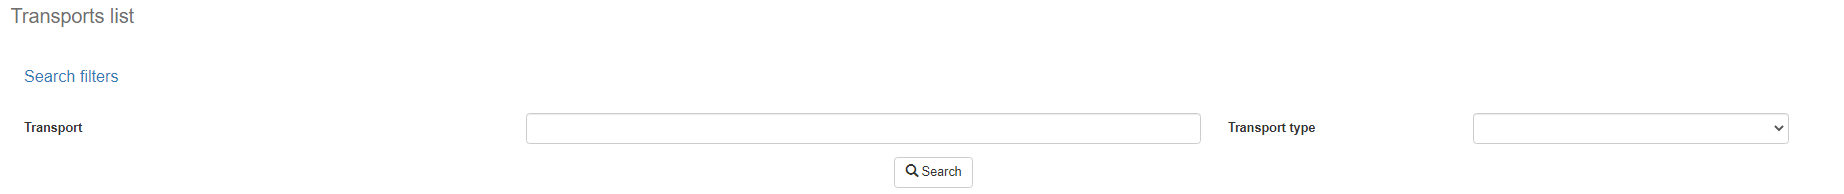 Transports list
Search filters
Transport
Transport type
Search